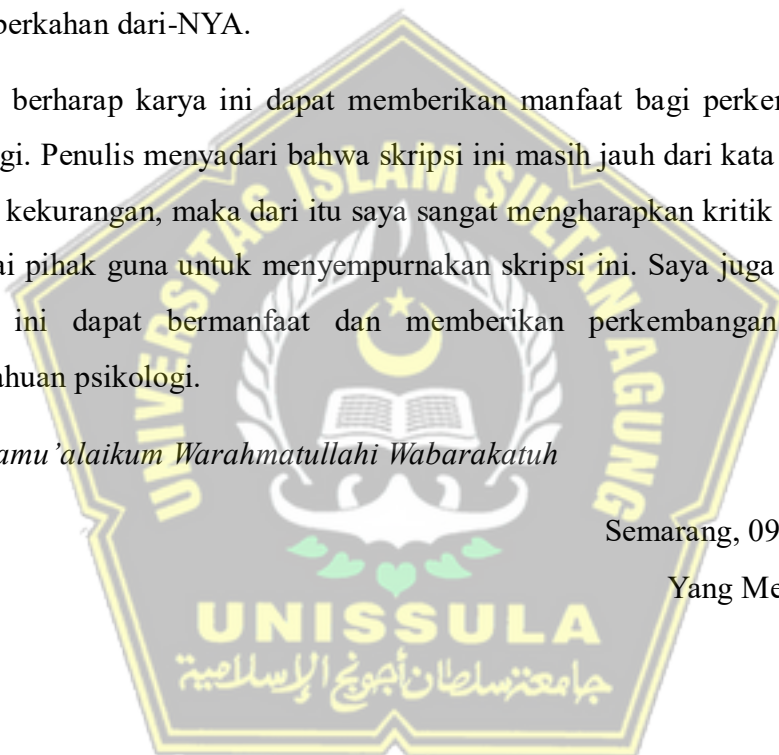 berkahan dari-NYA.
berharap karya ini dapat memberikan manfaat bagi perker
gi. Penulis menyadari bahwa skripsi ini masih jauh dari kata
kekurangan, maka dari itu saya sangat mengharapkan kritik
ai pihak guna untuk menyempurnakan skripsi ini. Saya juga
ini dapat bermanfaat dan memberikan perkembangan
ahuan psikologi.
amu’alaikum Warahmatullahi Wabarakatuh
Semarang, 09
Yang Me
UNIVERSITAS ISLAM SULTAN AGUNG
UNISSULA
جامعة سلطان أجونج الإسلامية